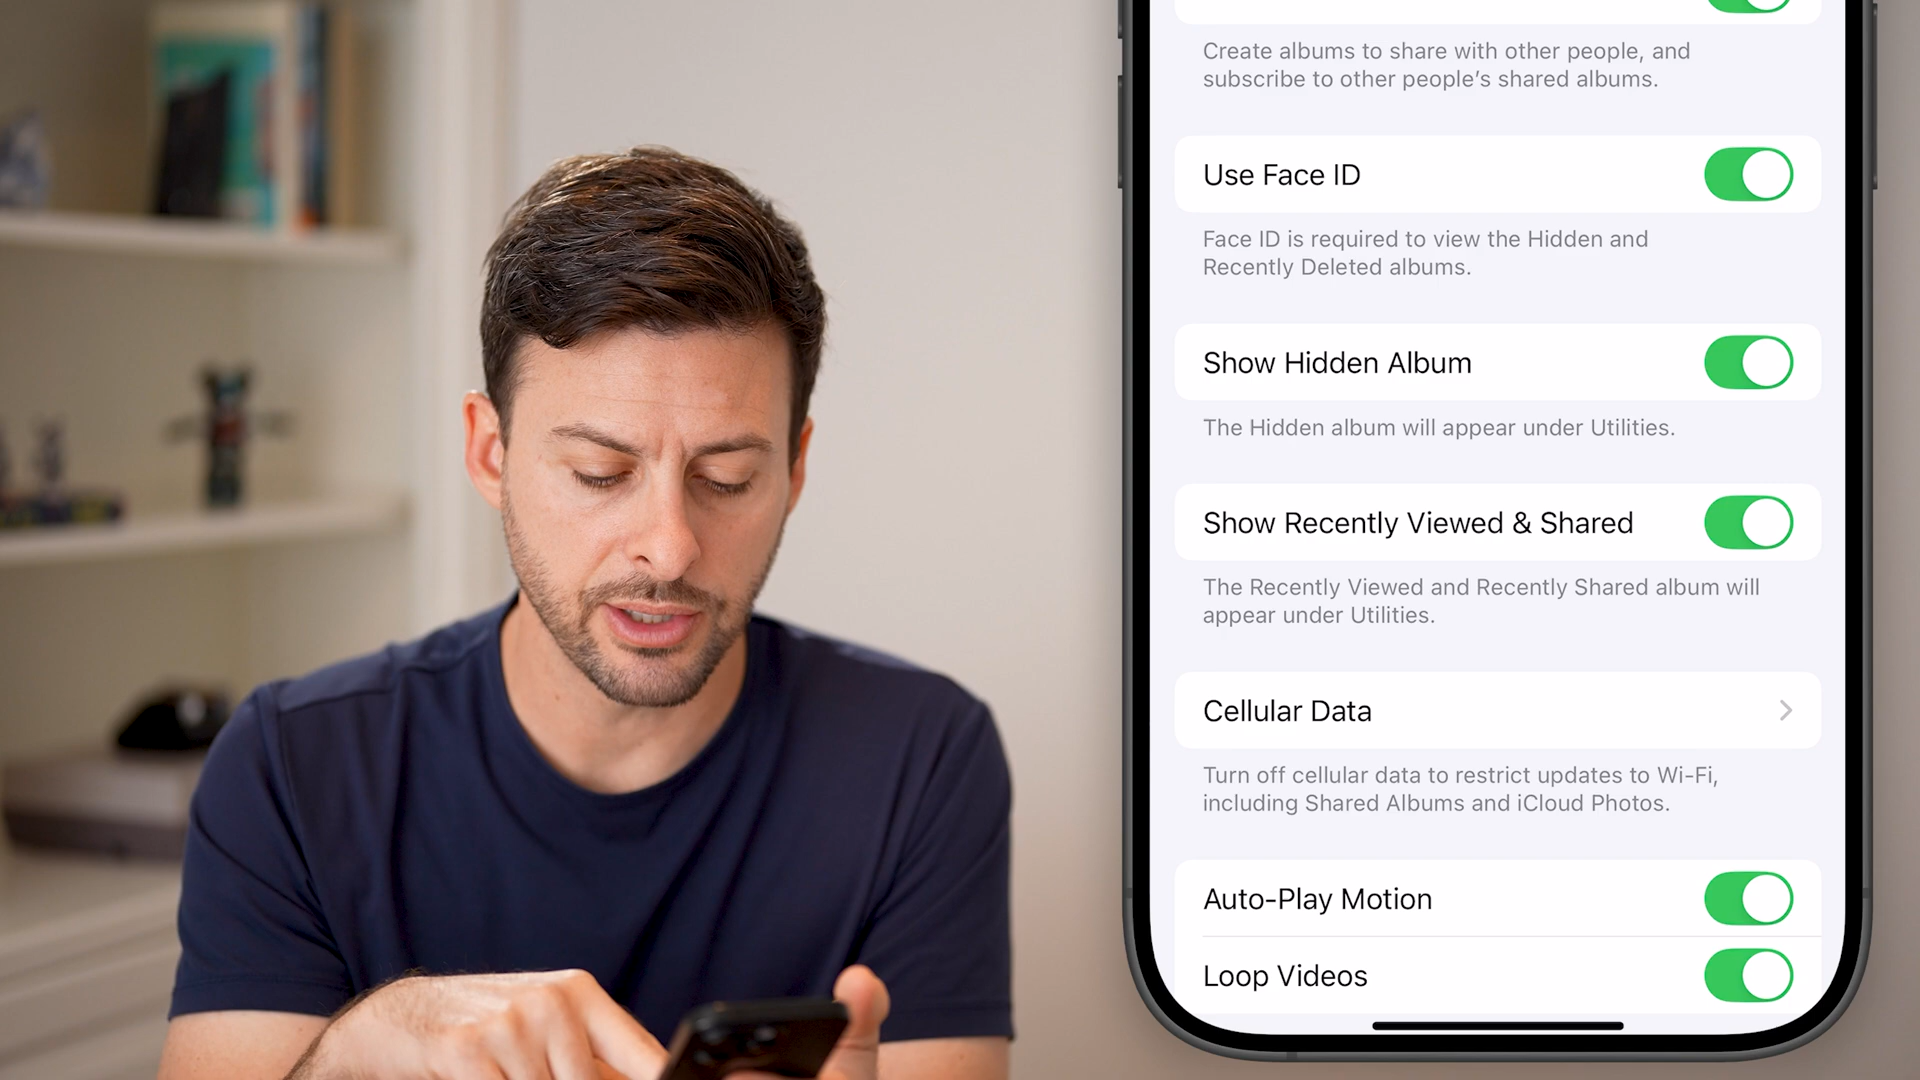 Create albums to share with other people, and
subscribe to other people’s shared albums.
Use Face ID
Face ID is required to view the Hidden and
Recently Deleted albums.
Show Hidden Album
The Hidden album will appear under Utilities.
Show Recently Viewed & Shared
The Recently Viewed and Recently Shared album will
appear under Utilities.
Cellular Data
Turn off cellular data to restrict updates to Wi-Fi,
including Shared Albums and iCloud Photos.
Auto-Play Motion
Loop Videos